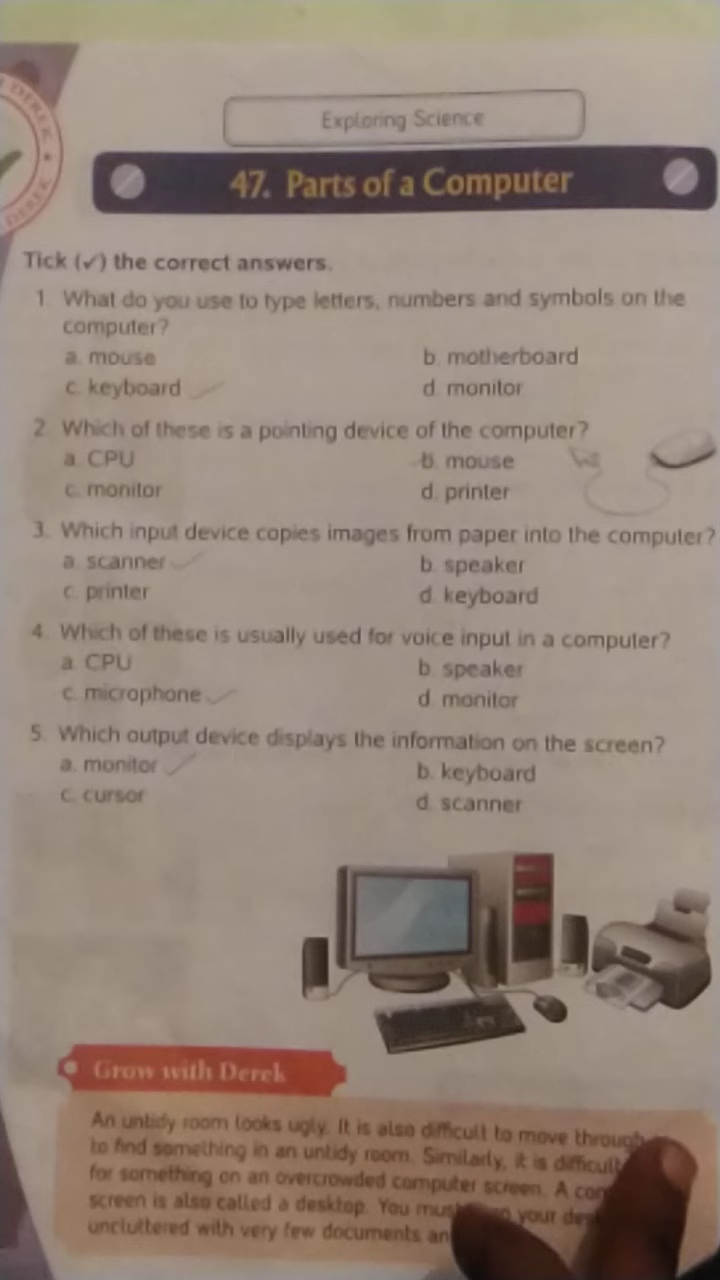 DEREK
DEREK
Exploring Science
47. Parts of a Computer
Tick (✓) the correct answers.
1. What do you use to type letters, numbers and symbols on the
computer?
a. mouse b. motherboard
c. keyboard d. monitor
2. Which of these is a pointing device of the computer?
a. CPU b. mouse
c. monitor d. printer
3. Which input device copies images from paper into the computer?
a. scanner b. speaker
c. printer d. keyboard
4. Which of these is usually used for voice input in a computer?
a. CPU b. speaker
c. microphone d. monitor
5. Which output device displays the information on the screen?
a. monitor b. keyboard
c. cursor d. scanner
Grow with Derek
An untidy room looks ugly. It is also difficult to move through
to find something in an untidy room. Similarly, it is difficult
for something on an overcrowded computer screen. A
screen is also called a desktop. You your
uncluttered with very few documents